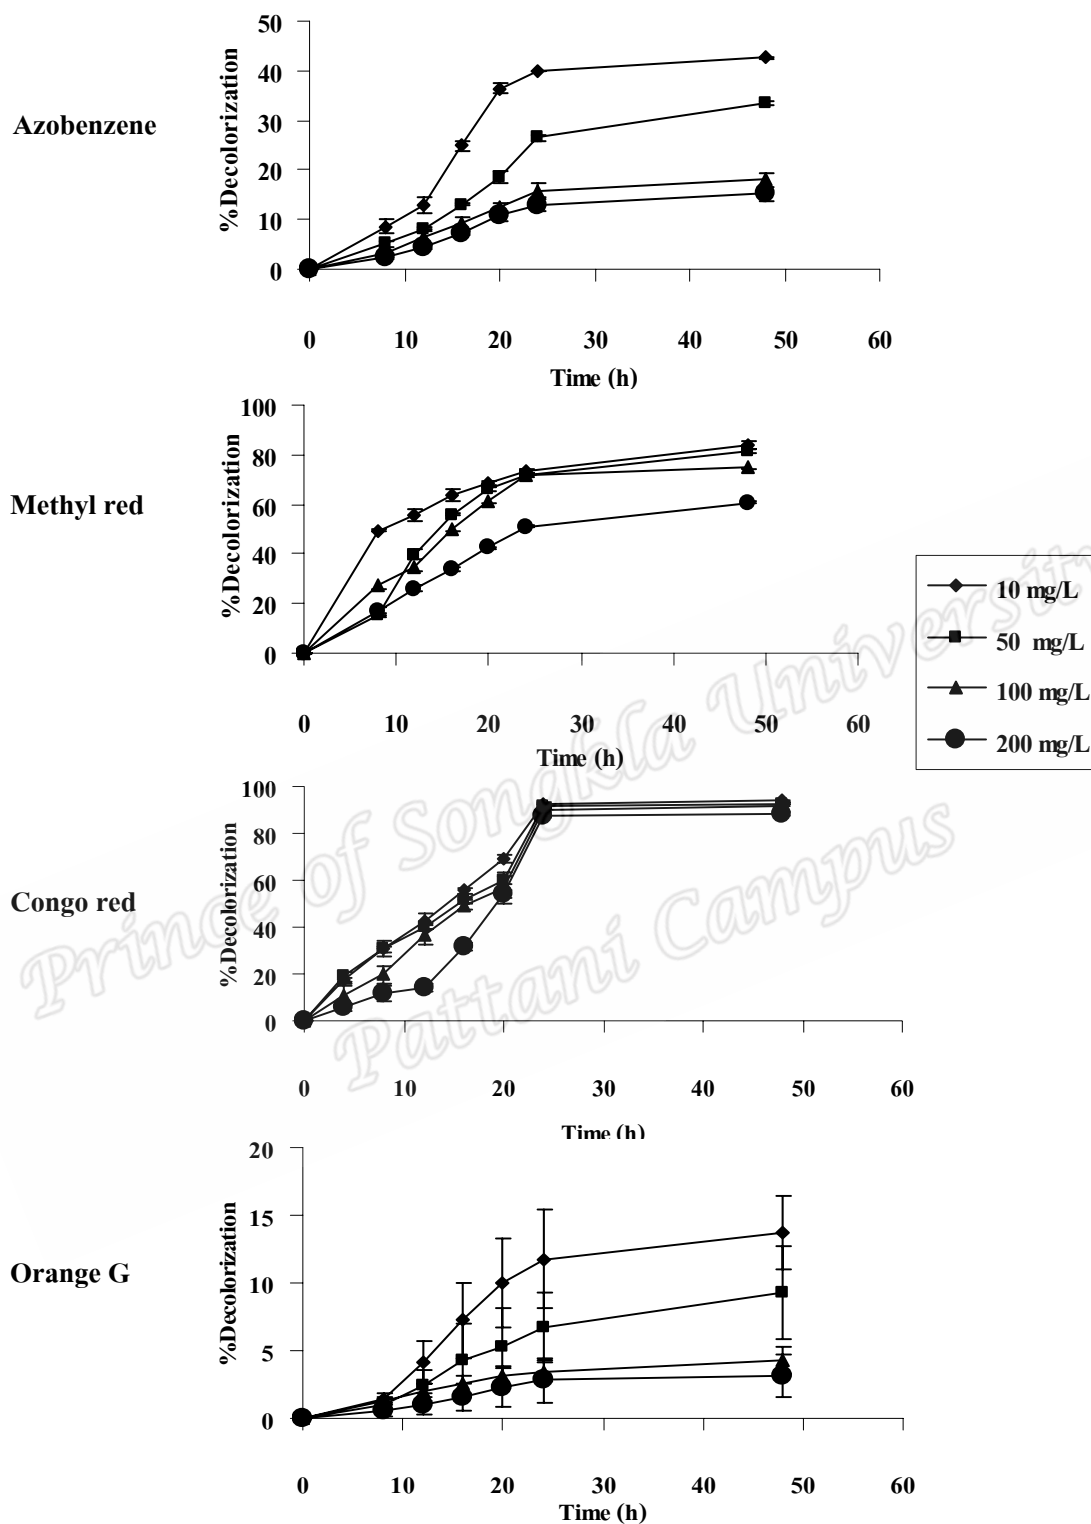 50
40
30
20
10
0
%Decolorization
Azobenzene
0 10 20 30 40 50 60
Time (h)
100
80
60
40
20
0
%Decolorization
Methyl red
0 10 20 30 40 50 60
Time (h)
10 mg/L
50 mg/L
100 mg/L
200 mg/L
100
80
60
40
20
0
%Decolorization
Congo red
0 10 20 30 40 50 60
Time (h)
20
15
10
5
0
%Decolorization
Orange G
0 10 20 30 40 50 60
Time (h)
Prince of Songkla University
Pattani Campus